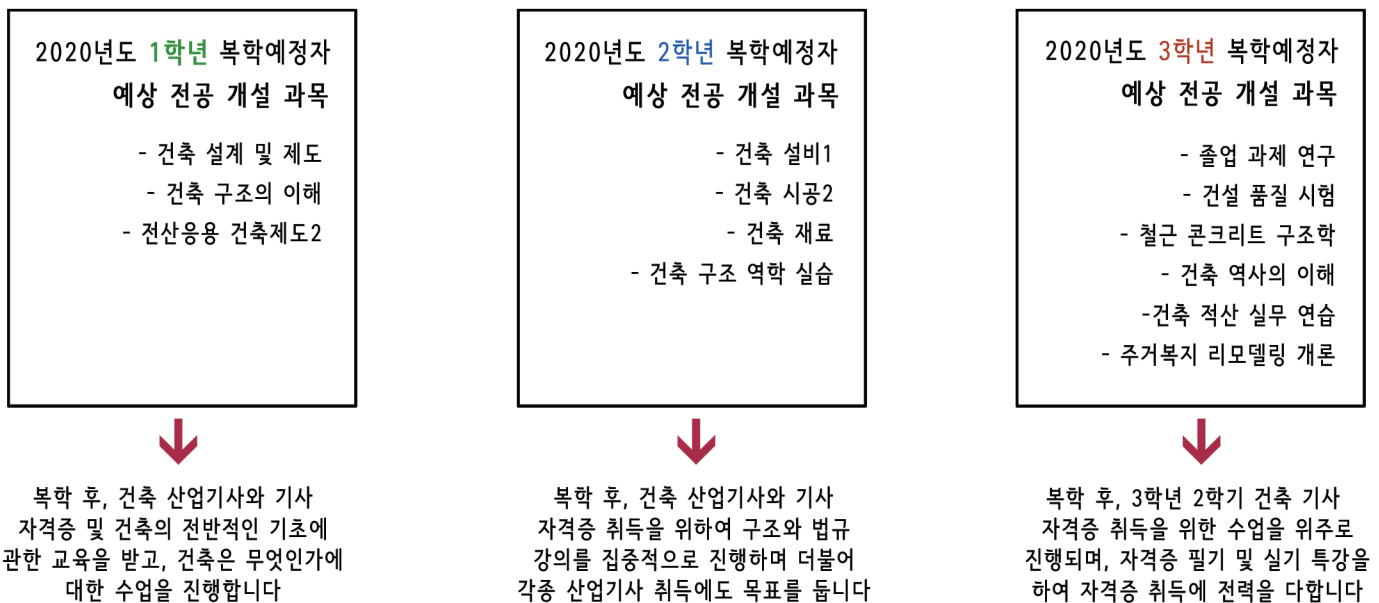 2020년도 1학년 복학예정자
예상 전공 개설 과목
- 건축 설계 및 제도
- 건축 구조의 이해
- 전산응용 건축제도2
복학 후, 건축 산업기사와 기사
자격증 및 건축의 전반적인 기초에
관한 교육을 받고, 건축은 무엇인가에
대한 수업을 진행합니다
2020년도 2학년 복학예정자
예상 전공 개설 과목
- 건축 설비1
- 건축 시공2
- 건축 재료
- 건축 구조 역학 실습
복학 후, 건축 산업기사와 기사
자격증 취득을 위하여 구조와 법규
강의를 집중적으로 진행하며 더불어
각종 산업기사 취득에도 목표를 둡니다
2020년도 3학년 복학예정자
예상 전공 개설 과목
- 졸업 과제 연구
- 건설 품질 시험
- 철근 콘크리트 구조학
- 건축 역사의 이해
-건축 적산 실무 연습
- 주거복지 리모델링 개론
복학 후, 3학년 2학기 건축 기사
자격증 취득을 위한 수업을 위주로
진행되며, 자격증 필기 및 실기 특강을
하여 자격증 취득에 전력을 다합니다